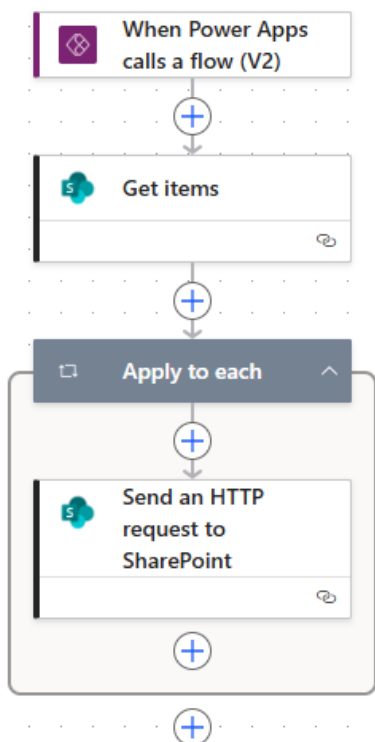 When Power Apps
calls a flow (V2)
Get items
Apply to each
Send an HTTP
request to
SharePoint